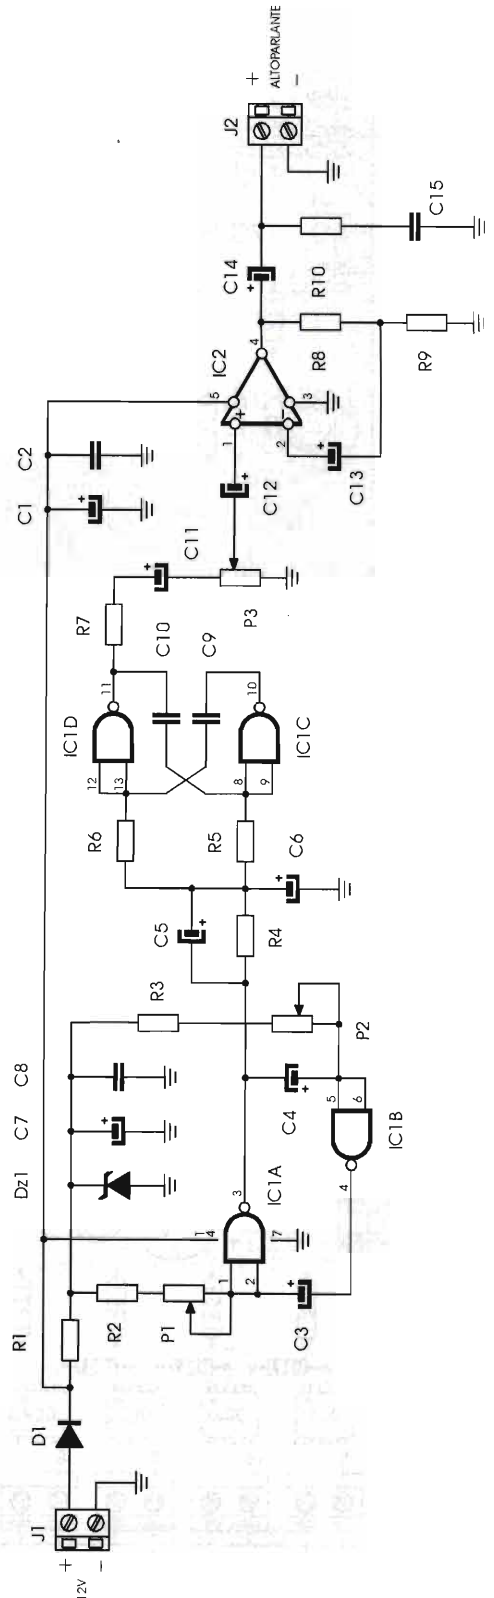 12V
+
-
J1
D1
R1
R2
P1
C3
1
2
3
1
4
7
IC1A
Dz1
C7
C8
R3
P2
C4
+
5
6
4
IC1B
C5
+
R4
C6
+
R6
R5
12
13
11
IC1D
8
9
10
IC1C
R7
C10
C9
C11
+
P3
C1
+
C2
C12
+
1
2
3
4
5
+
-
IC2
C13
+
C14
+
R8
R9
R10
C15
J2
+
-
ALTOPARLANTE